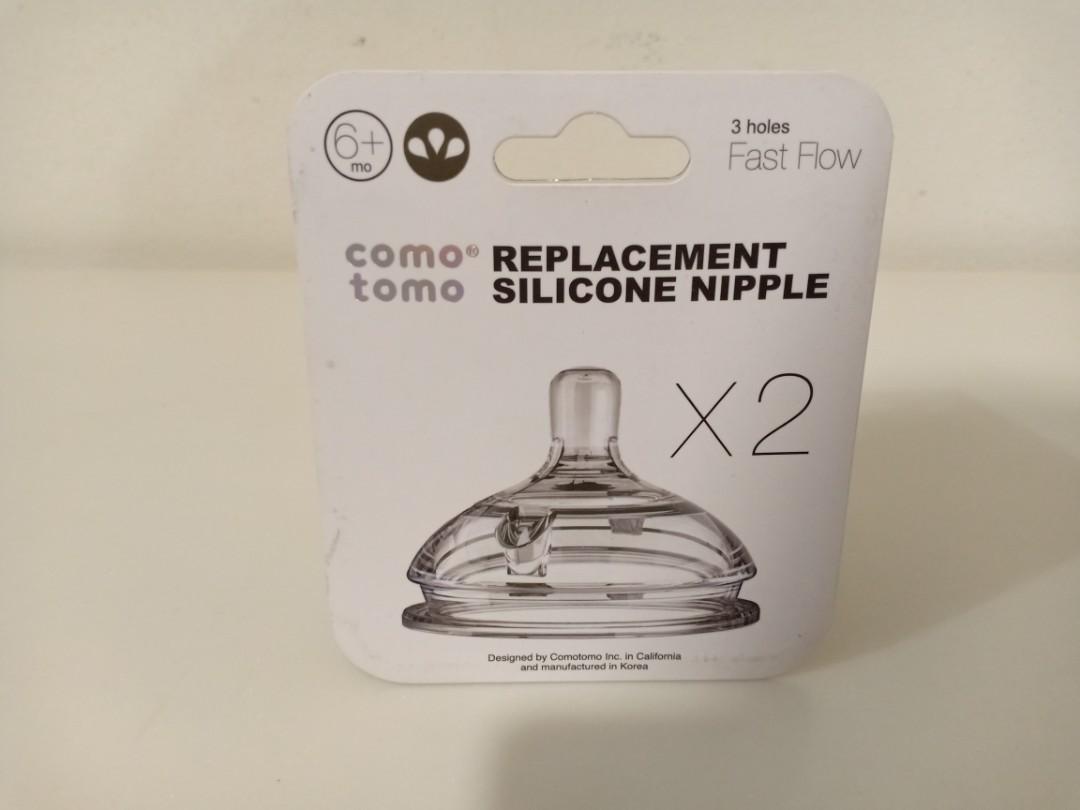 6+
mo
3 holes
Fast Flow
como®
tomo
REPLACEMENT
SILICONE NIPPLE
X2
Designed by Comotomo Inc. in California
and manufactured in Korea